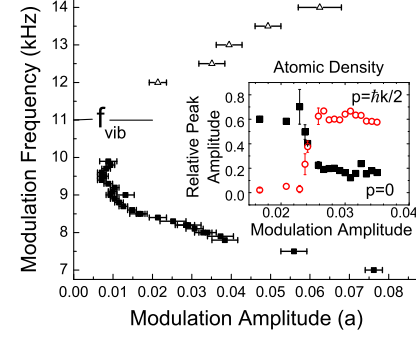 14
13
12
11
10
9
8
7
Modulation Frequency (kHz)
f_vib
0.00 0.01 0.02 0.03 0.04 0.05 0.06 0.07 0.08
Modulation Amplitude (a)
Atomic Density
0.8
0.6
0.4
0.2
0.0
Relative Peak
Amplitude
p=ħk/2
p=0
0.02 0.03 0.04
Modulation Amplitude